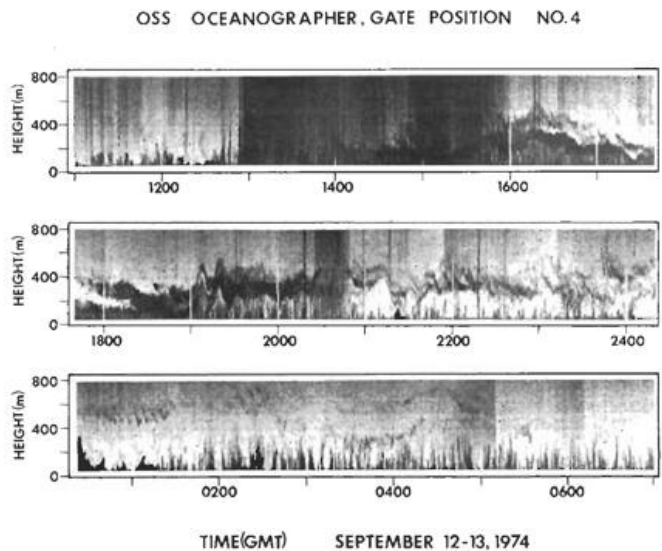 OSS OCEANOGRAPHER, GATE POSITION NO. 4
HEIGHT(m)
800
400
0
1200 1400 1600
HEIGHT(m)
800
400
0
1800 2000 2200 2400
HEIGHT(m)
800
400
0
0200 0400 0600
TIME(GMT) SEPTEMBER 12-13, 1974